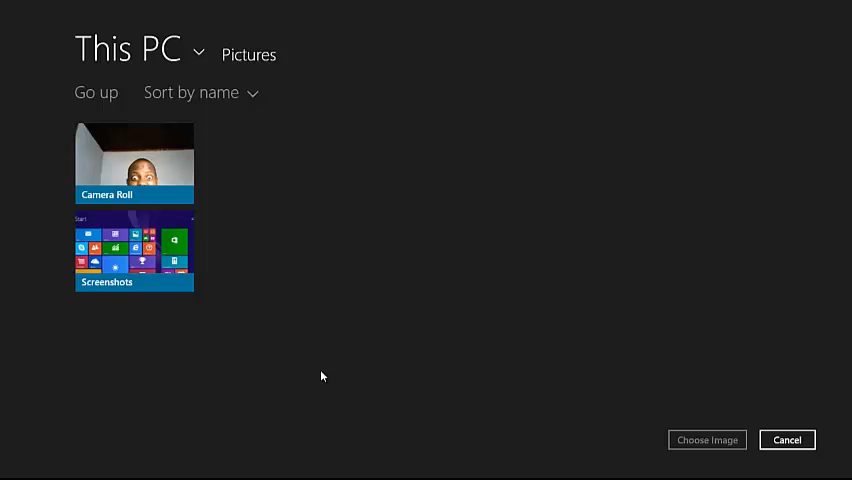 This PC Pictures
Go up Sort by name
Camera Roll
Start
Screenshots
Choose Image Cancel